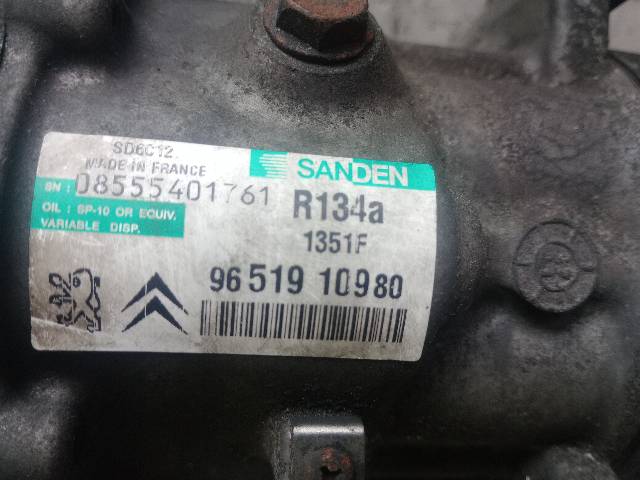 SD6C12
MADE IN FRANCE
SANDEN
SN : 08555401761
OIL : SP-10 OR EQUIV.
VARIABLE DISP.
R134a
1351F
96 519 109 80